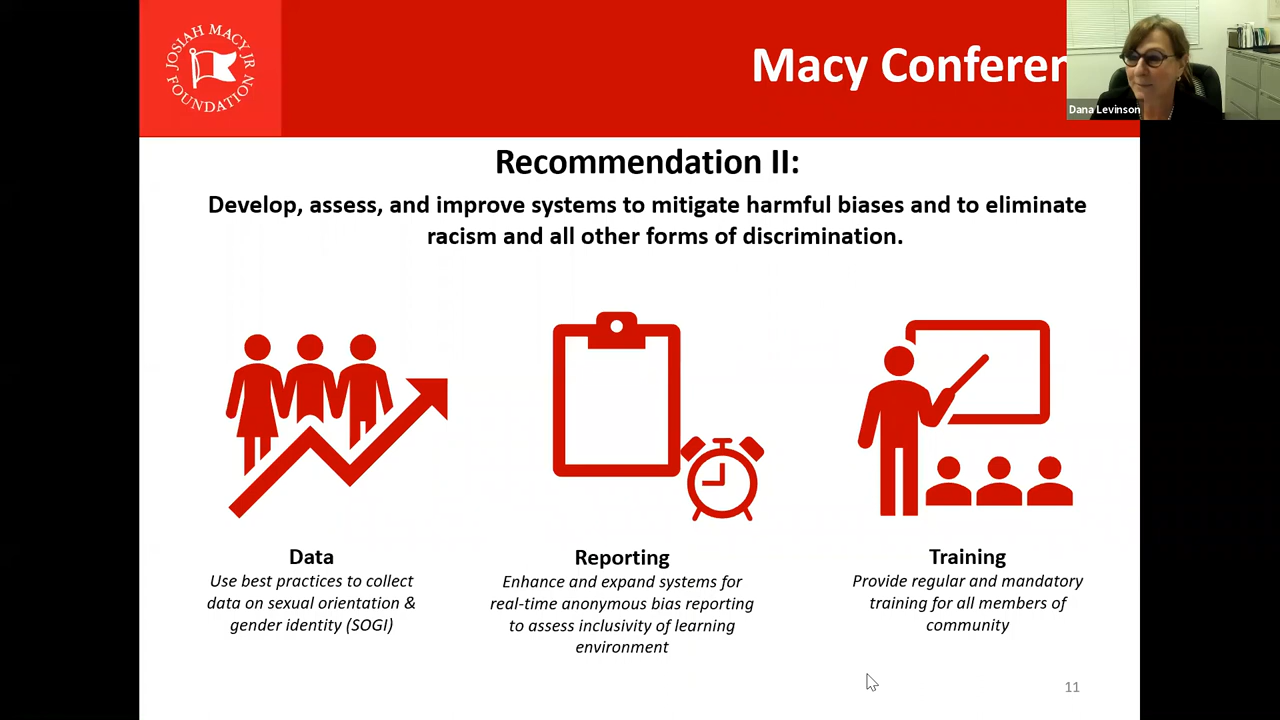 JOSIAH MACY JR
FOUNDATION
Macy Conferen
Dana Levinson
Recommendation II:
Develop, assess, and improve systems to mitigate harmful biases and to eliminate
racism and all other forms of discrimination.
Data
Use best practices to collect
data on sexual orientation &
gender identity (SOGI)
Reporting
Enhance and expand systems for
real-time anonymous bias reporting
to assess inclusivity of learning
environment
Training
Provide regular and mandatory
training for all members of
community
11